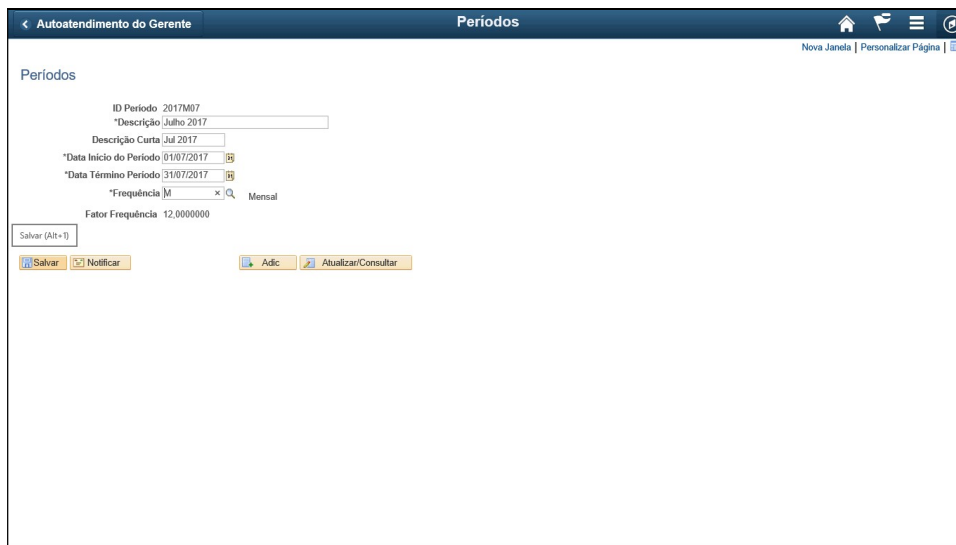 Autoatendimento do Gerente Períodos
Nova Janela | Personalizar Página |
Períodos
ID Período 2017M07
*Descrição Julho 2017
Descrição Curta Jul 2017
*Data Início do Período 01/07/2017
*Data Término Período 31/07/2017
*Frequência M × Mensal
Fator Frequência 12,0000000
Salvar (Alt+1)
Salvar Notificar Adic Atualizar/Consultar